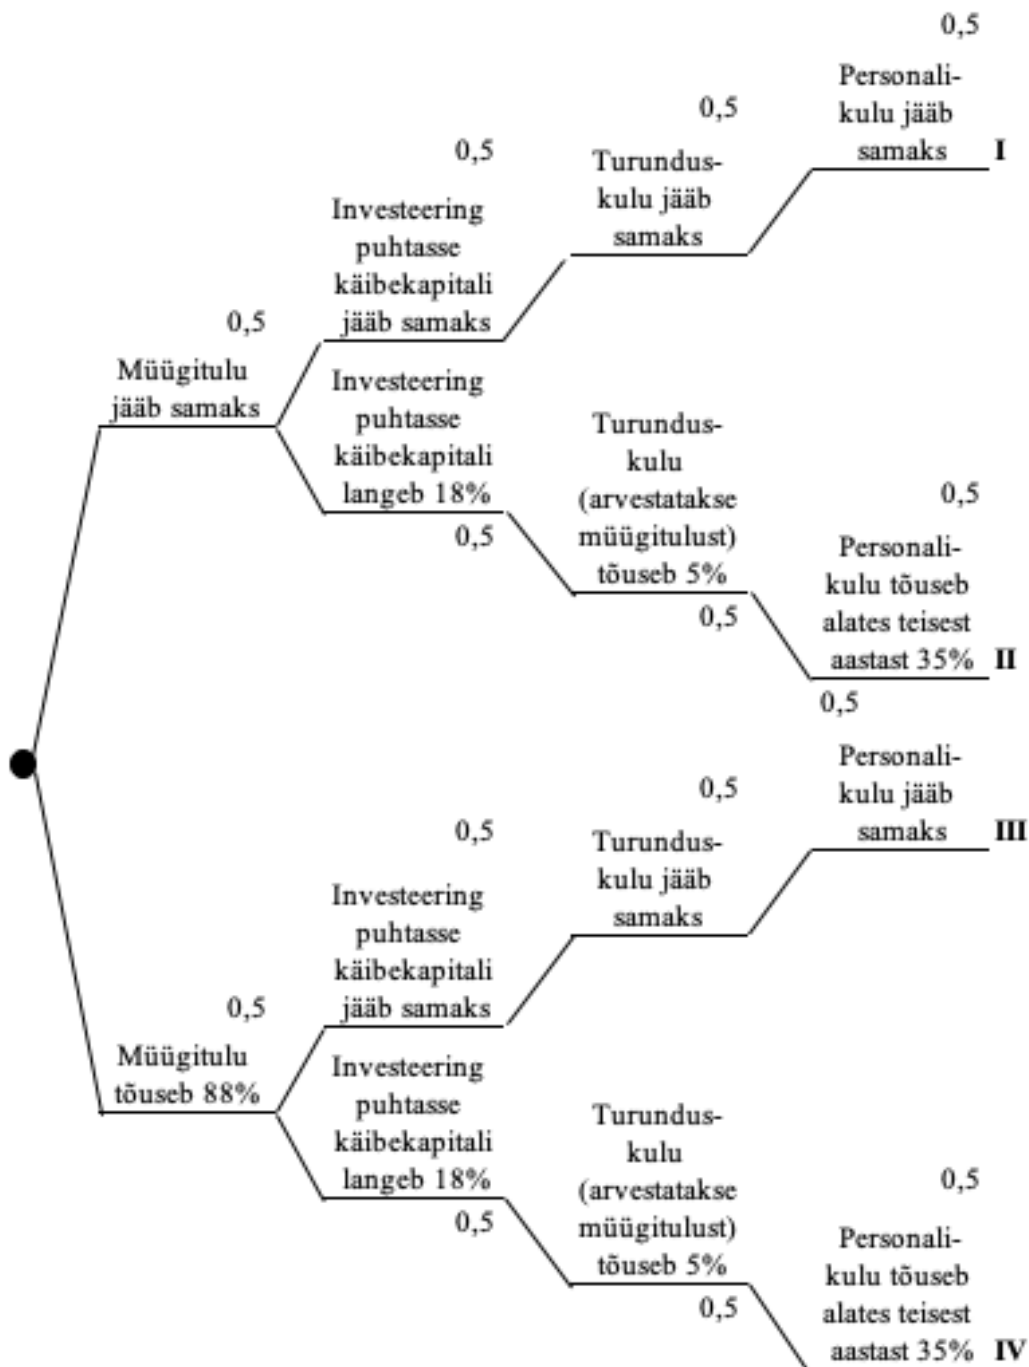 0,5
Personali-
kulu jääb
samaks I
0,5
Turundus-
kulu jääb
samaks
0,5
Investeering
puhtasse
käibekapitali
jääb samaks
0,5
Müügitulu
jääb samaks
Investeering
puhtasse
käibekapitali
langeb 18%
0,5
Turundus-
kulu
(arvestatakse
müügitulust)
tõuseb 5%
0,5
0,5
Personali-
kulu tõuseb
alates teisest
aastast 35% II
0,5
Personali-
kulu jääb
samaks III
0,5
Turundus-
kulu jääb
samaks
0,5
Investeering
puhtasse
käibekapitali
jääb samaks
0,5
Müügitulu
tõuseb 88%
Investeering
puhtasse
käibekapitali
langeb 18%
0,5
Turundus-
kulu
(arvestatakse
müügitulust)
tõuseb 5%
0,5
0,5
Personali-
kulu tõuseb
alates teisest
aastast 35% IV